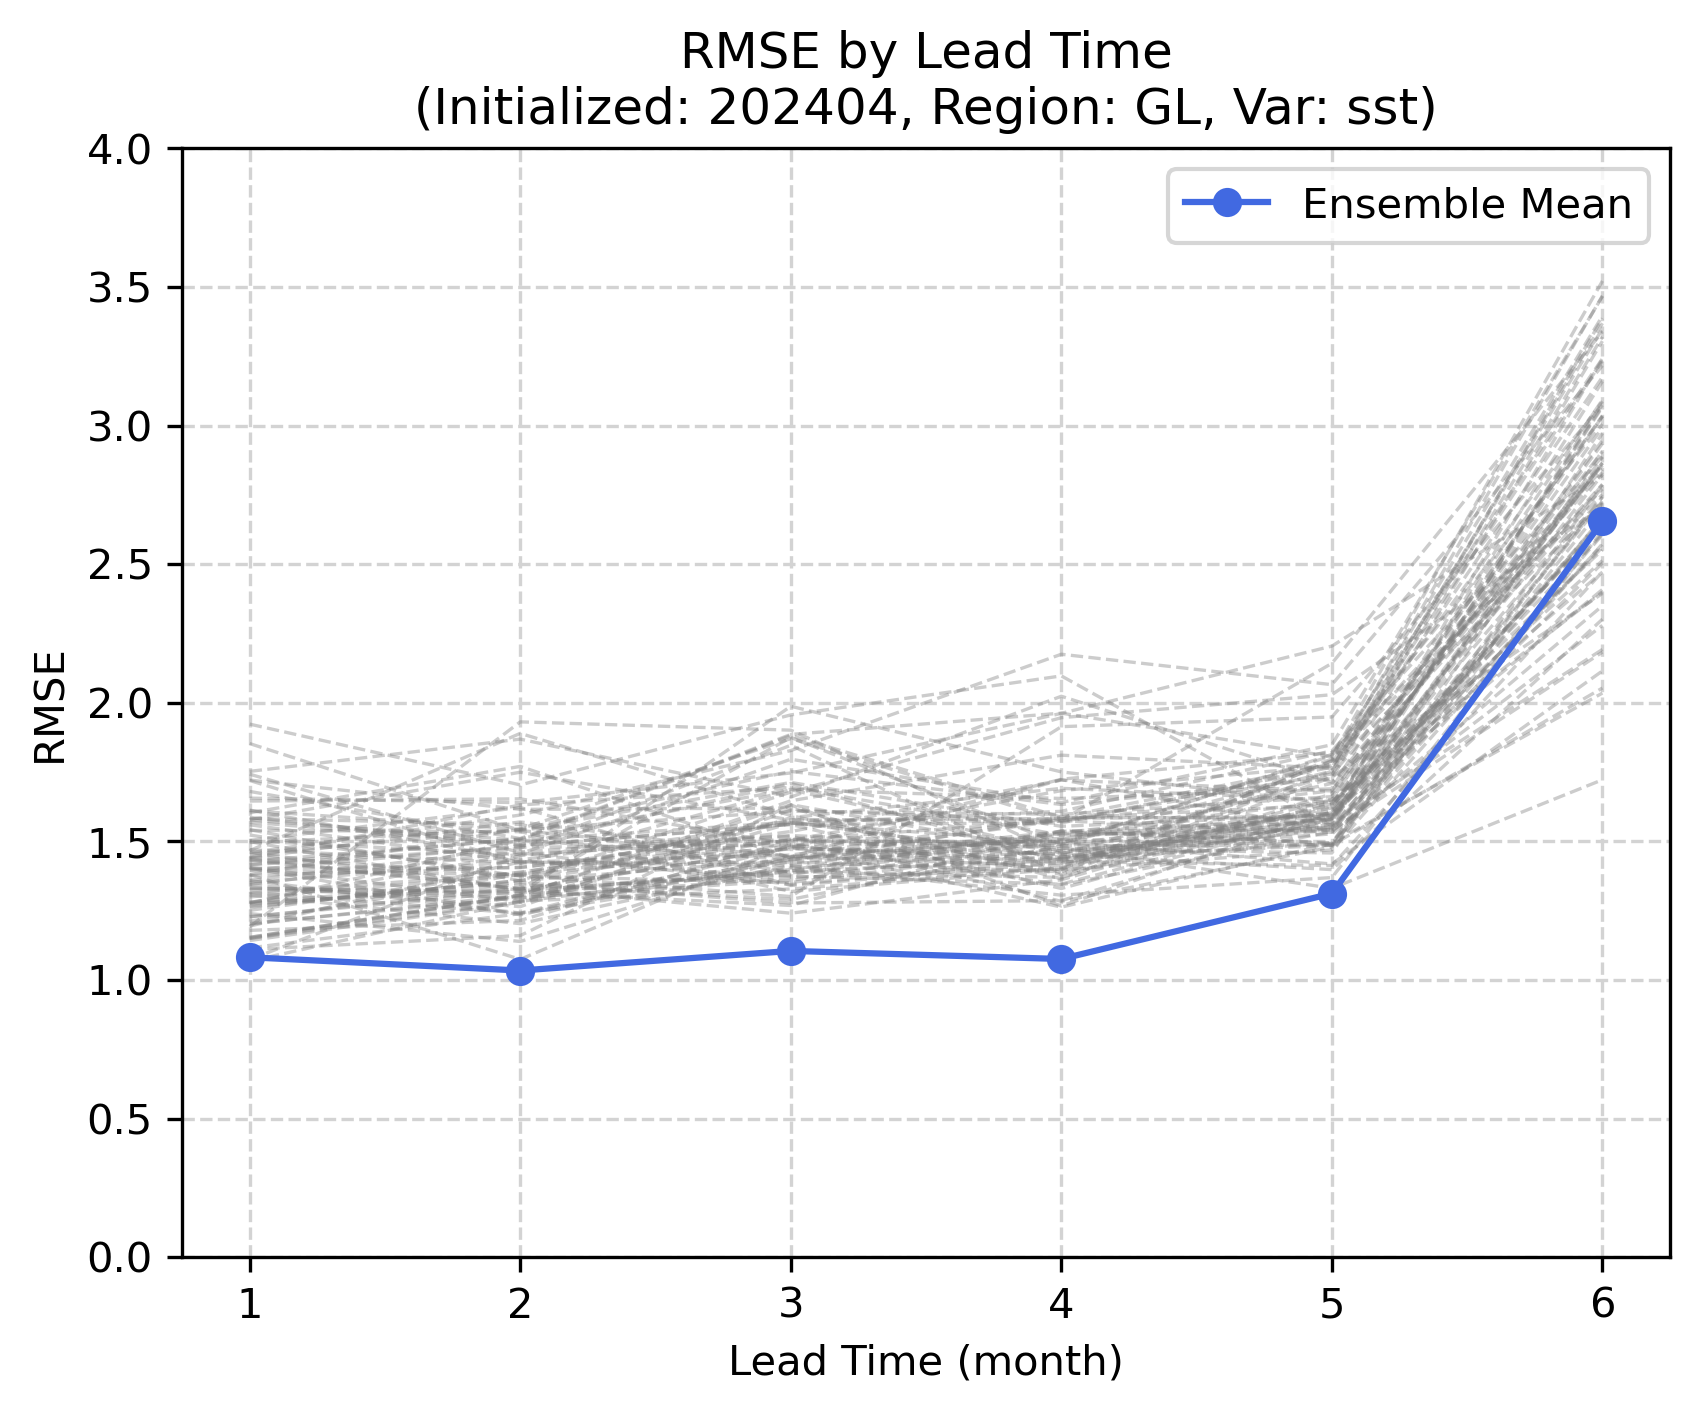 RMSE by Lead Time
(Initialized: 202404, Region: GL, Var: sst)
Ensemble Mean
4.0
3.5
3.0
2.5
2.0
1.5
1.0
0.5
0.0
RMSE
1 2 3 4 5 6
Lead Time (month)